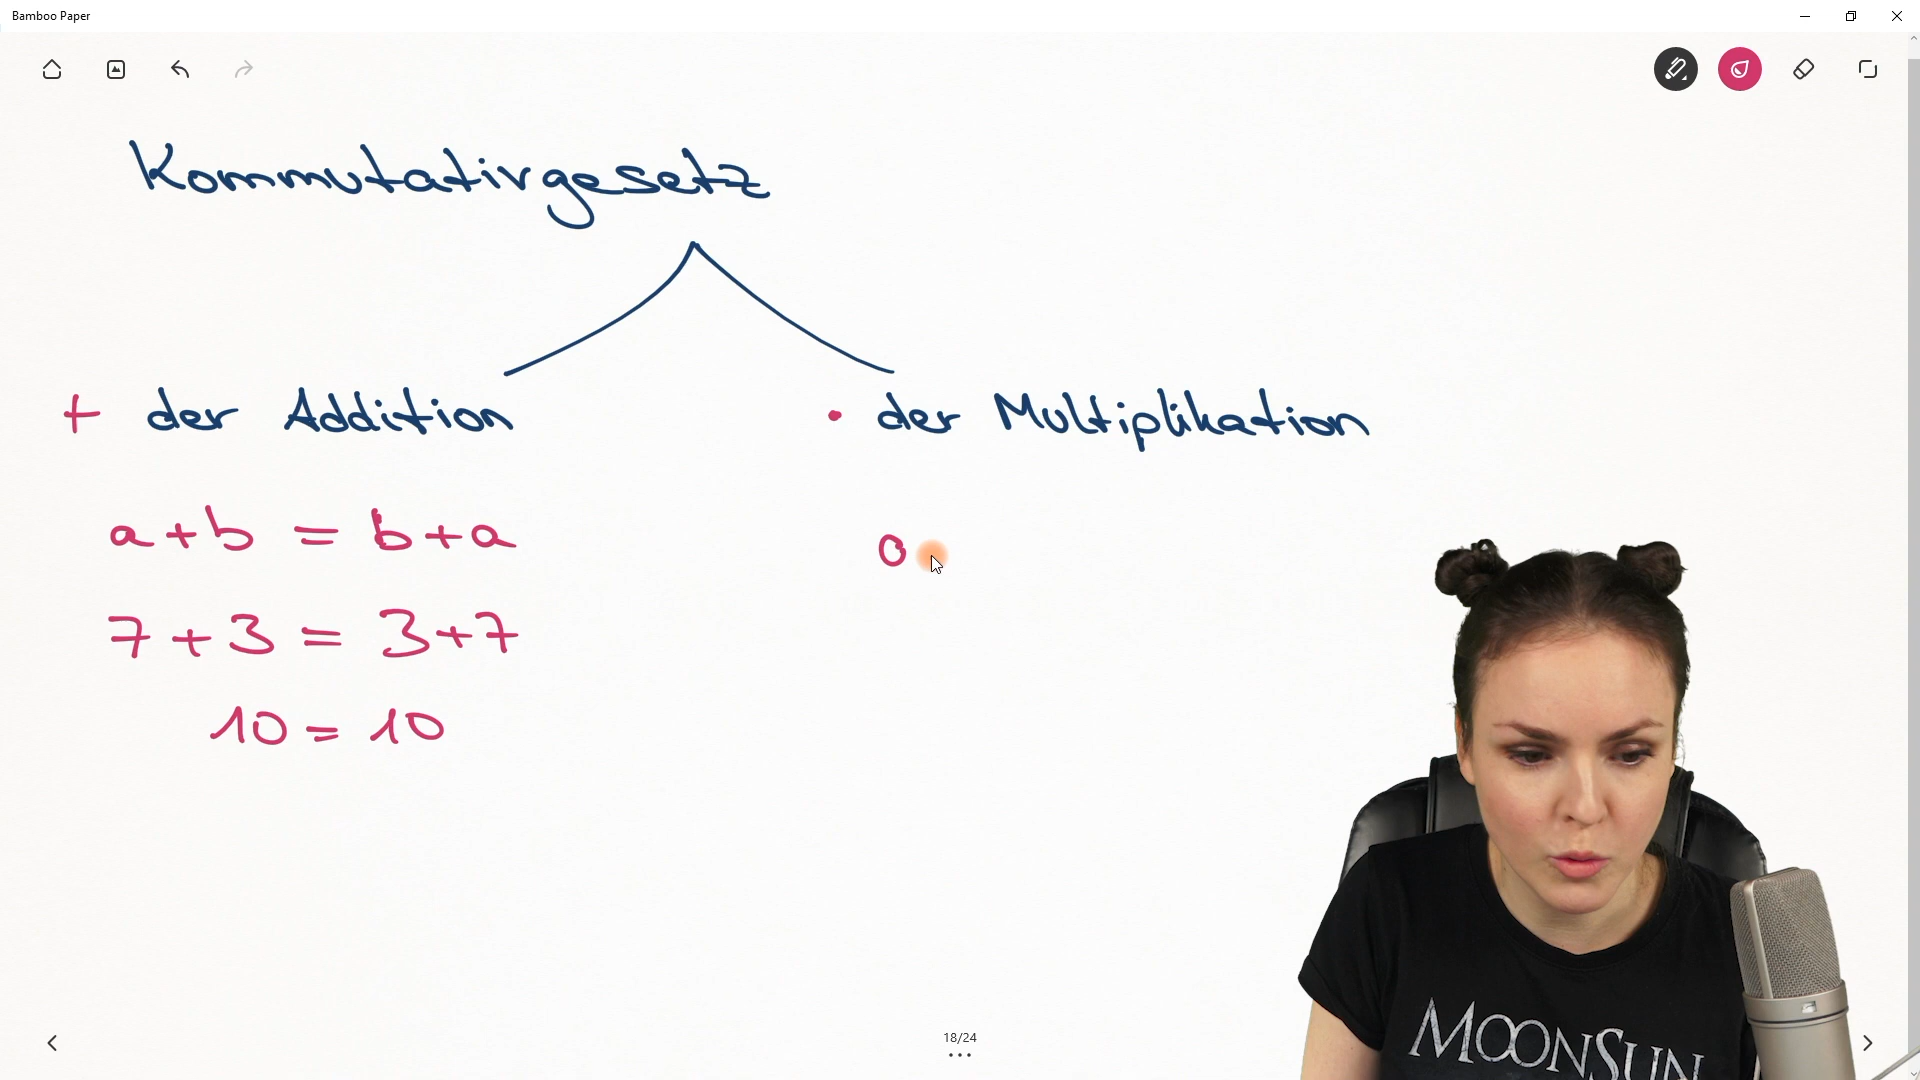 Bamboo Paper
Kommutativgesetz
+ der Addition
· der Multiplikation
a+b = b+a
7+3 = 3+7
10 = 10
18/24
MOONSUN